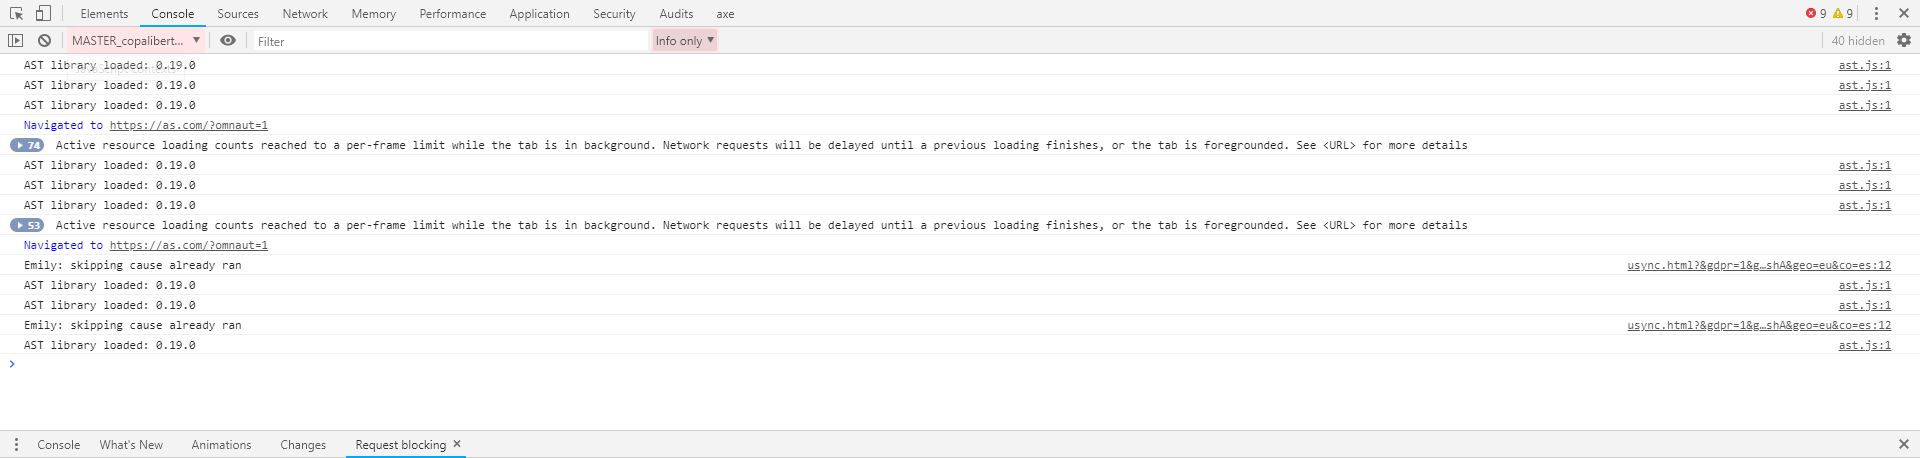 Elements Console Sources Network Memory Performance Application Security Audits axe 9 9
MASTER_copalibert... Filter Info only 40 hidden
AST library loaded: 0.19.0 ast.js:1
AST library loaded: 0.19.0 ast.js:1
AST library loaded: 0.19.0 ast.js:1
Navigated to https://as.com/?omnaut=1
74 Active resource loading counts reached to a per-frame limit while the tab is in background. Network requests will be delayed until a previous loading finishes, or the tab is foregrounded. See <URL> for more details
AST library loaded: 0.19.0 ast.js:1
AST library loaded: 0.19.0 ast.js:1
AST library loaded: 0.19.0 ast.js:1
53 Active resource loading counts reached to a per-frame limit while the tab is in background. Network requests will be delayed until a previous loading finishes, or the tab is foregrounded. See <URL> for more details
Navigated to https://as.com/?omnaut=1
Emily: skipping cause already ran usync.html?&gdpr=1&g…shA&geo=eu&co=es:12
AST library loaded: 0.19.0 ast.js:1
AST library loaded: 0.19.0 ast.js:1
Emily: skipping cause already ran usync.html?&gdpr=1&g…shA&geo=eu&co=es:12
AST library loaded: 0.19.0 ast.js:1
Console What's New Animations Changes Request blocking